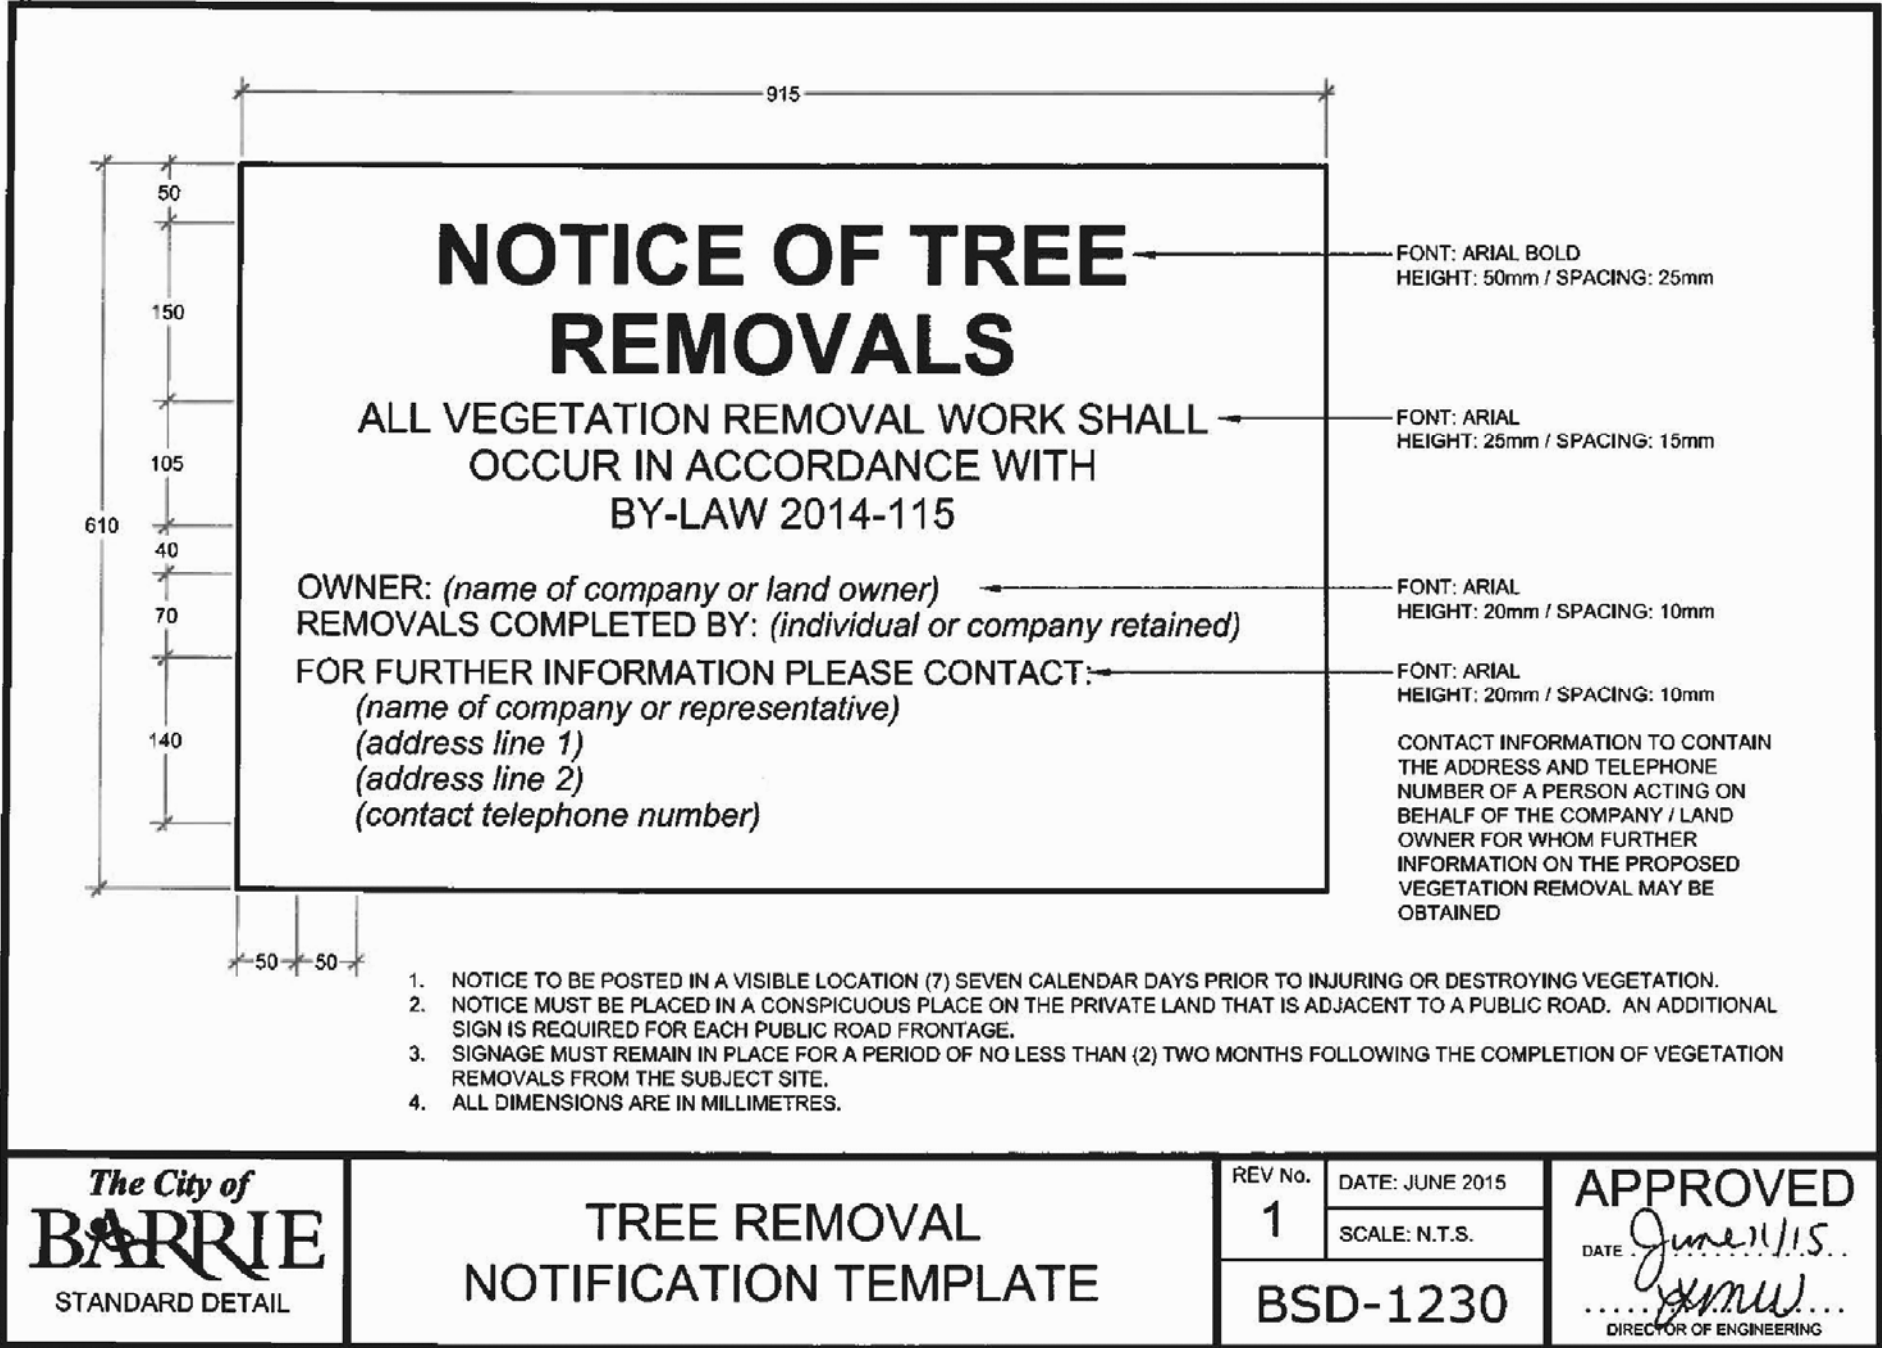 915
50
150
105
610
40
70
140
50
50
NOTICE OF TREE
REMOVALS
ALL VEGETATION REMOVAL WORK SHALL
OCCUR IN ACCORDANCE WITH
BY-LAW 2014-115
OWNER: (name of company or land owner)
REMOVALS COMPLETED BY: (individual or company retained)
FOR FURTHER INFORMATION PLEASE CONTACT:
(name of company or representative)
(address line 1)
(address line 2)
(contact telephone number)
FONT: ARIAL BOLD
HEIGHT: 50mm / SPACING: 25mm
FONT: ARIAL
HEIGHT: 25mm / SPACING: 15mm
FONT: ARIAL
HEIGHT: 20mm / SPACING: 10mm
FONT: ARIAL
HEIGHT: 20mm / SPACING: 10mm
CONTACT INFORMATION TO CONTAIN
THE ADDRESS AND TELEPHONE
NUMBER OF A PERSON ACTING ON
BEHALF OF THE COMPANY / LAND
OWNER FOR WHOM FURTHER
INFORMATION ON THE PROPOSED
VEGETATION REMOVAL MAY BE
OBTAINED
1. NOTICE TO BE POSTED IN A VISIBLE LOCATION (7) SEVEN CALENDAR DAYS PRIOR TO INJURING OR DESTROYING VEGETATION.
2. NOTICE MUST BE PLACED IN A CONSPICUOUS PLACE ON THE PRIVATE LAND THAT IS ADJACENT TO A PUBLIC ROAD. AN ADDITIONAL
SIGN IS REQUIRED FOR EACH PUBLIC ROAD FRONTAGE.
3. SIGNAGE MUST REMAIN IN PLACE FOR A PERIOD OF NO LESS THAN (2) TWO MONTHS FOLLOWING THE COMPLETION OF VEGETATION
REMOVALS FROM THE SUBJECT SITE.
4. ALL DIMENSIONS ARE IN MILLIMETRES.
The City of
BARRIE
STANDARD DETAIL
TREE REMOVAL
NOTIFICATION TEMPLATE
REV No.
1
DATE: JUNE 2015
SCALE: N.T.S.
BSD-1230
APPROVED
DATE June 11/15
DIRECTOR OF ENGINEERING